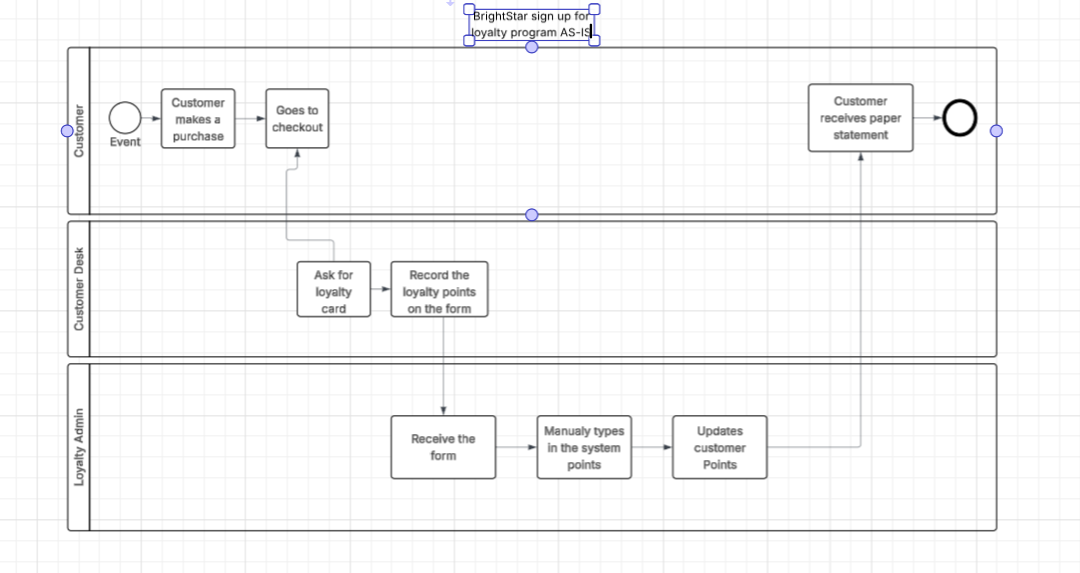 BrightStar sign up for
loyalty program AS-IS
Customer
Event
Customer
makes a
purchase
Goes to
checkout
Customer
receives paper
statement
Customer Desk
Ask for
loyalty
card
Record the
loyalty points
on the form
Loyalty Admin
Receive the
form
Manualy types
in the system
points
Updates
customer
Points